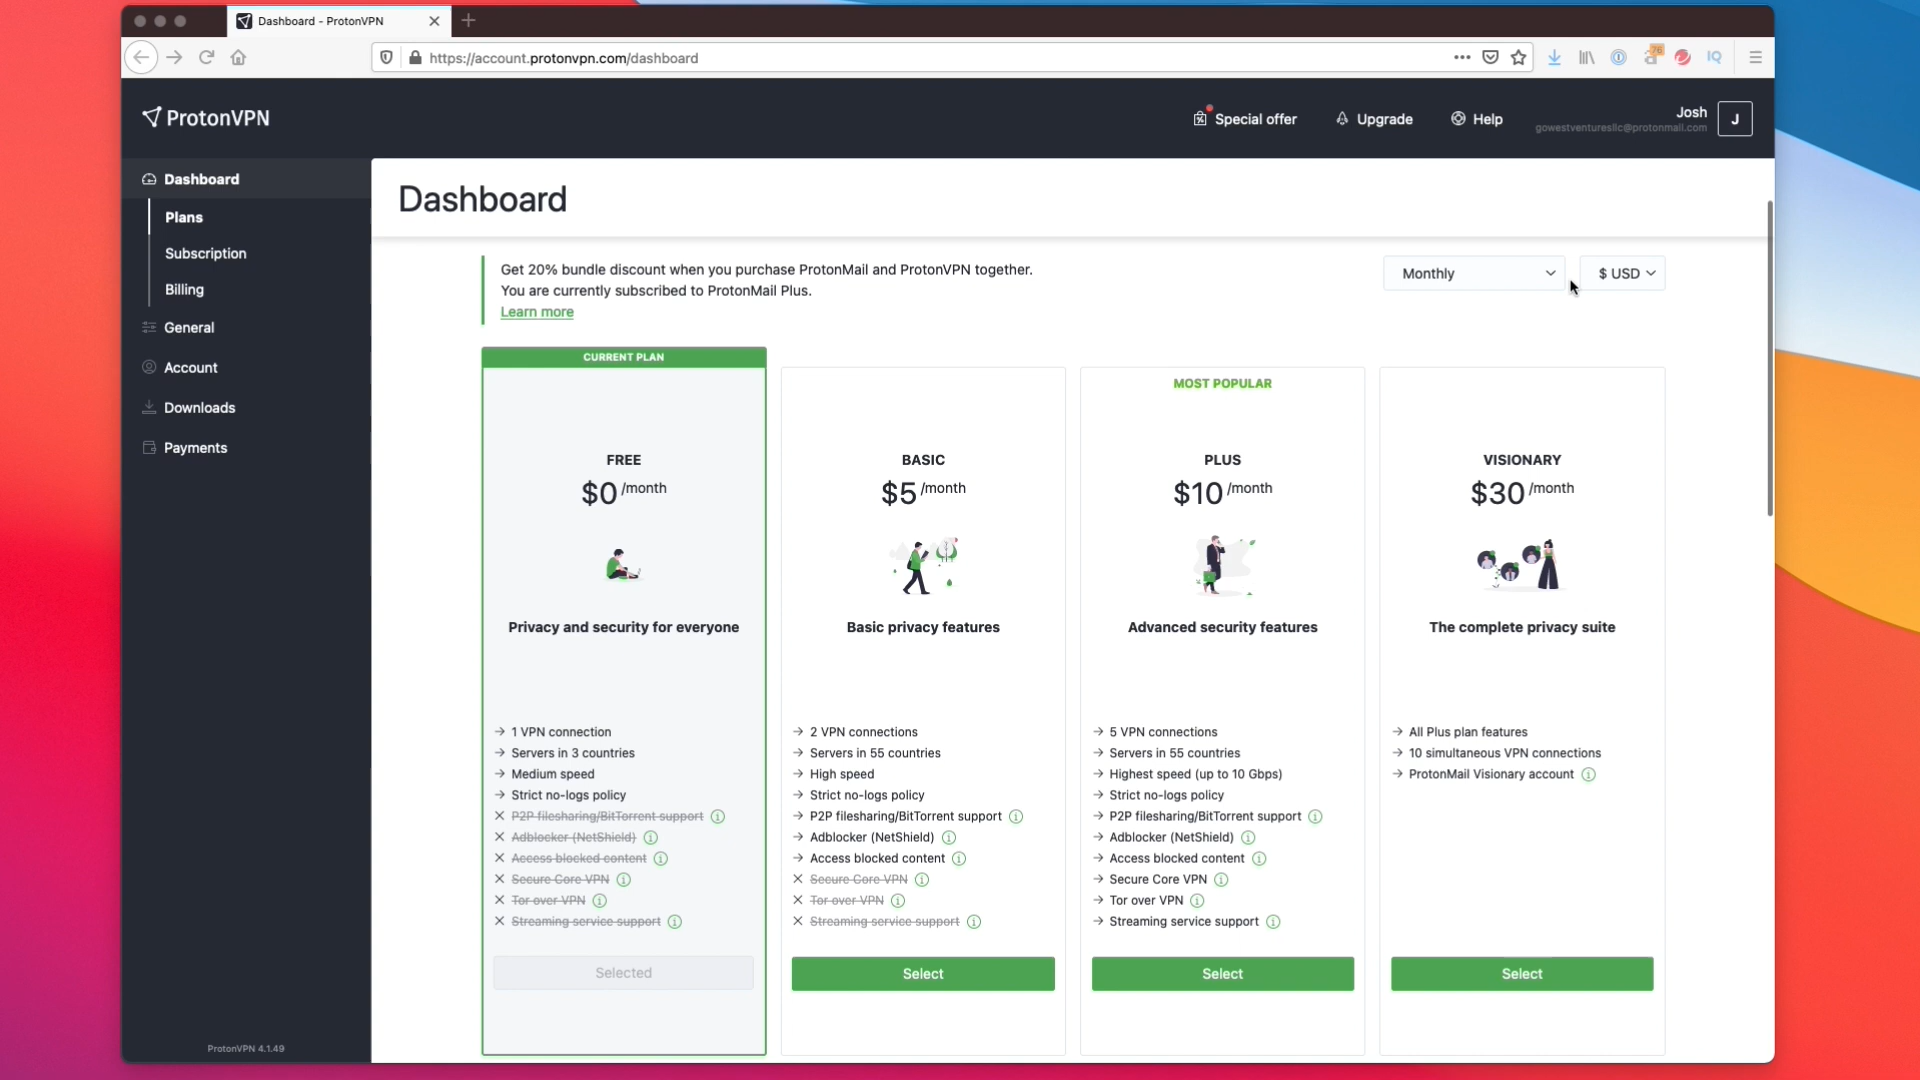 Dashboard - ProtonVPN
https://account.protonvpn.com/dashboard
76
IQ
ProtonVPN
Special offer
Upgrade
Help
Josh
gowestventuresllc@protonmail.com
J
Dashboard
Plans
Subscription
Billing
General
Account
Downloads
Payments
ProtonVPN 4.1.49
Dashboard
Get 20% bundle discount when you purchase ProtonMail and ProtonVPN together.
You are currently subscribed to ProtonMail Plus.
Learn more
Monthly
$ USD
CURRENT PLAN
FREE
$0 /month
Privacy and security for everyone
1 VPN connection
Servers in 3 countries
Medium speed
Strict no-logs policy
P2P filesharing/BitTorrent support
Adblocker (NetShield)
Access blocked content
Secure Core VPN
Tor over VPN
Streaming service support
Selected
BASIC
$5 /month
Basic privacy features
2 VPN connections
Servers in 55 countries
High speed
Strict no-logs policy
P2P filesharing/BitTorrent support
Adblocker (NetShield)
Access blocked content
Secure Core VPN
Tor over VPN
Streaming service support
Select
MOST POPULAR
PLUS
$10 /month
Advanced security features
5 VPN connections
Servers in 55 countries
Highest speed (up to 10 Gbps)
Strict no-logs policy
P2P filesharing/BitTorrent support
Adblocker (NetShield)
Access blocked content
Secure Core VPN
Tor over VPN
Streaming service support
Select
VISIONARY
$30 /month
The complete privacy suite
All Plus plan features
10 simultaneous VPN connections
ProtonMail Visionary account
Select